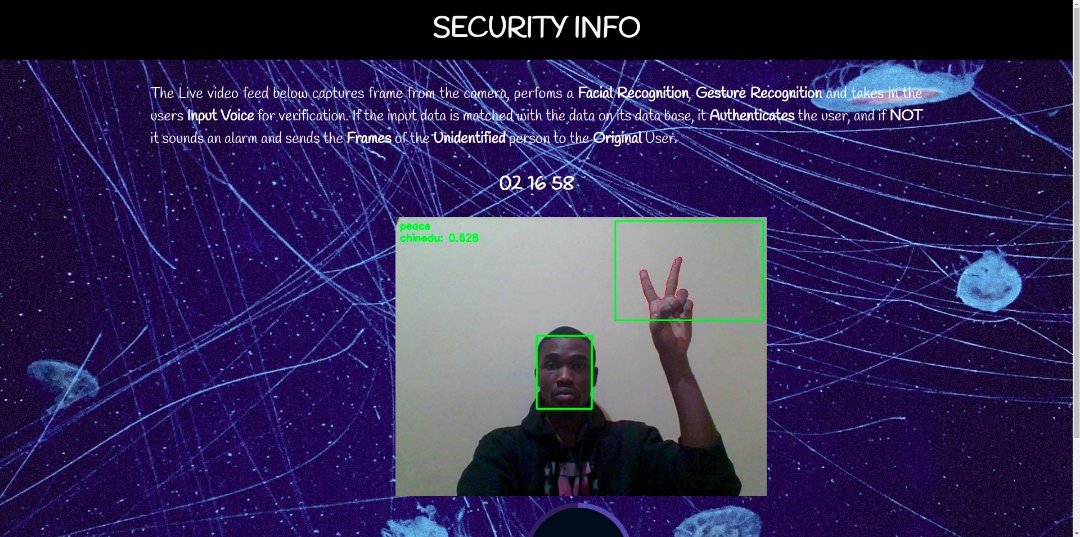 SECURITY INFO
The Live video feed below captures frame from the camera, perfoms a Facial Recognition, Gesture Recognition and takes in the
users Input Voice for verification. If the input data is matched with the data on its data base, it Authenticates the user, and if NOT
it sounds an alarm and sends the Frames of the Unidentified person to the Original User.
02 16 58
peace
chinedu: 0.628